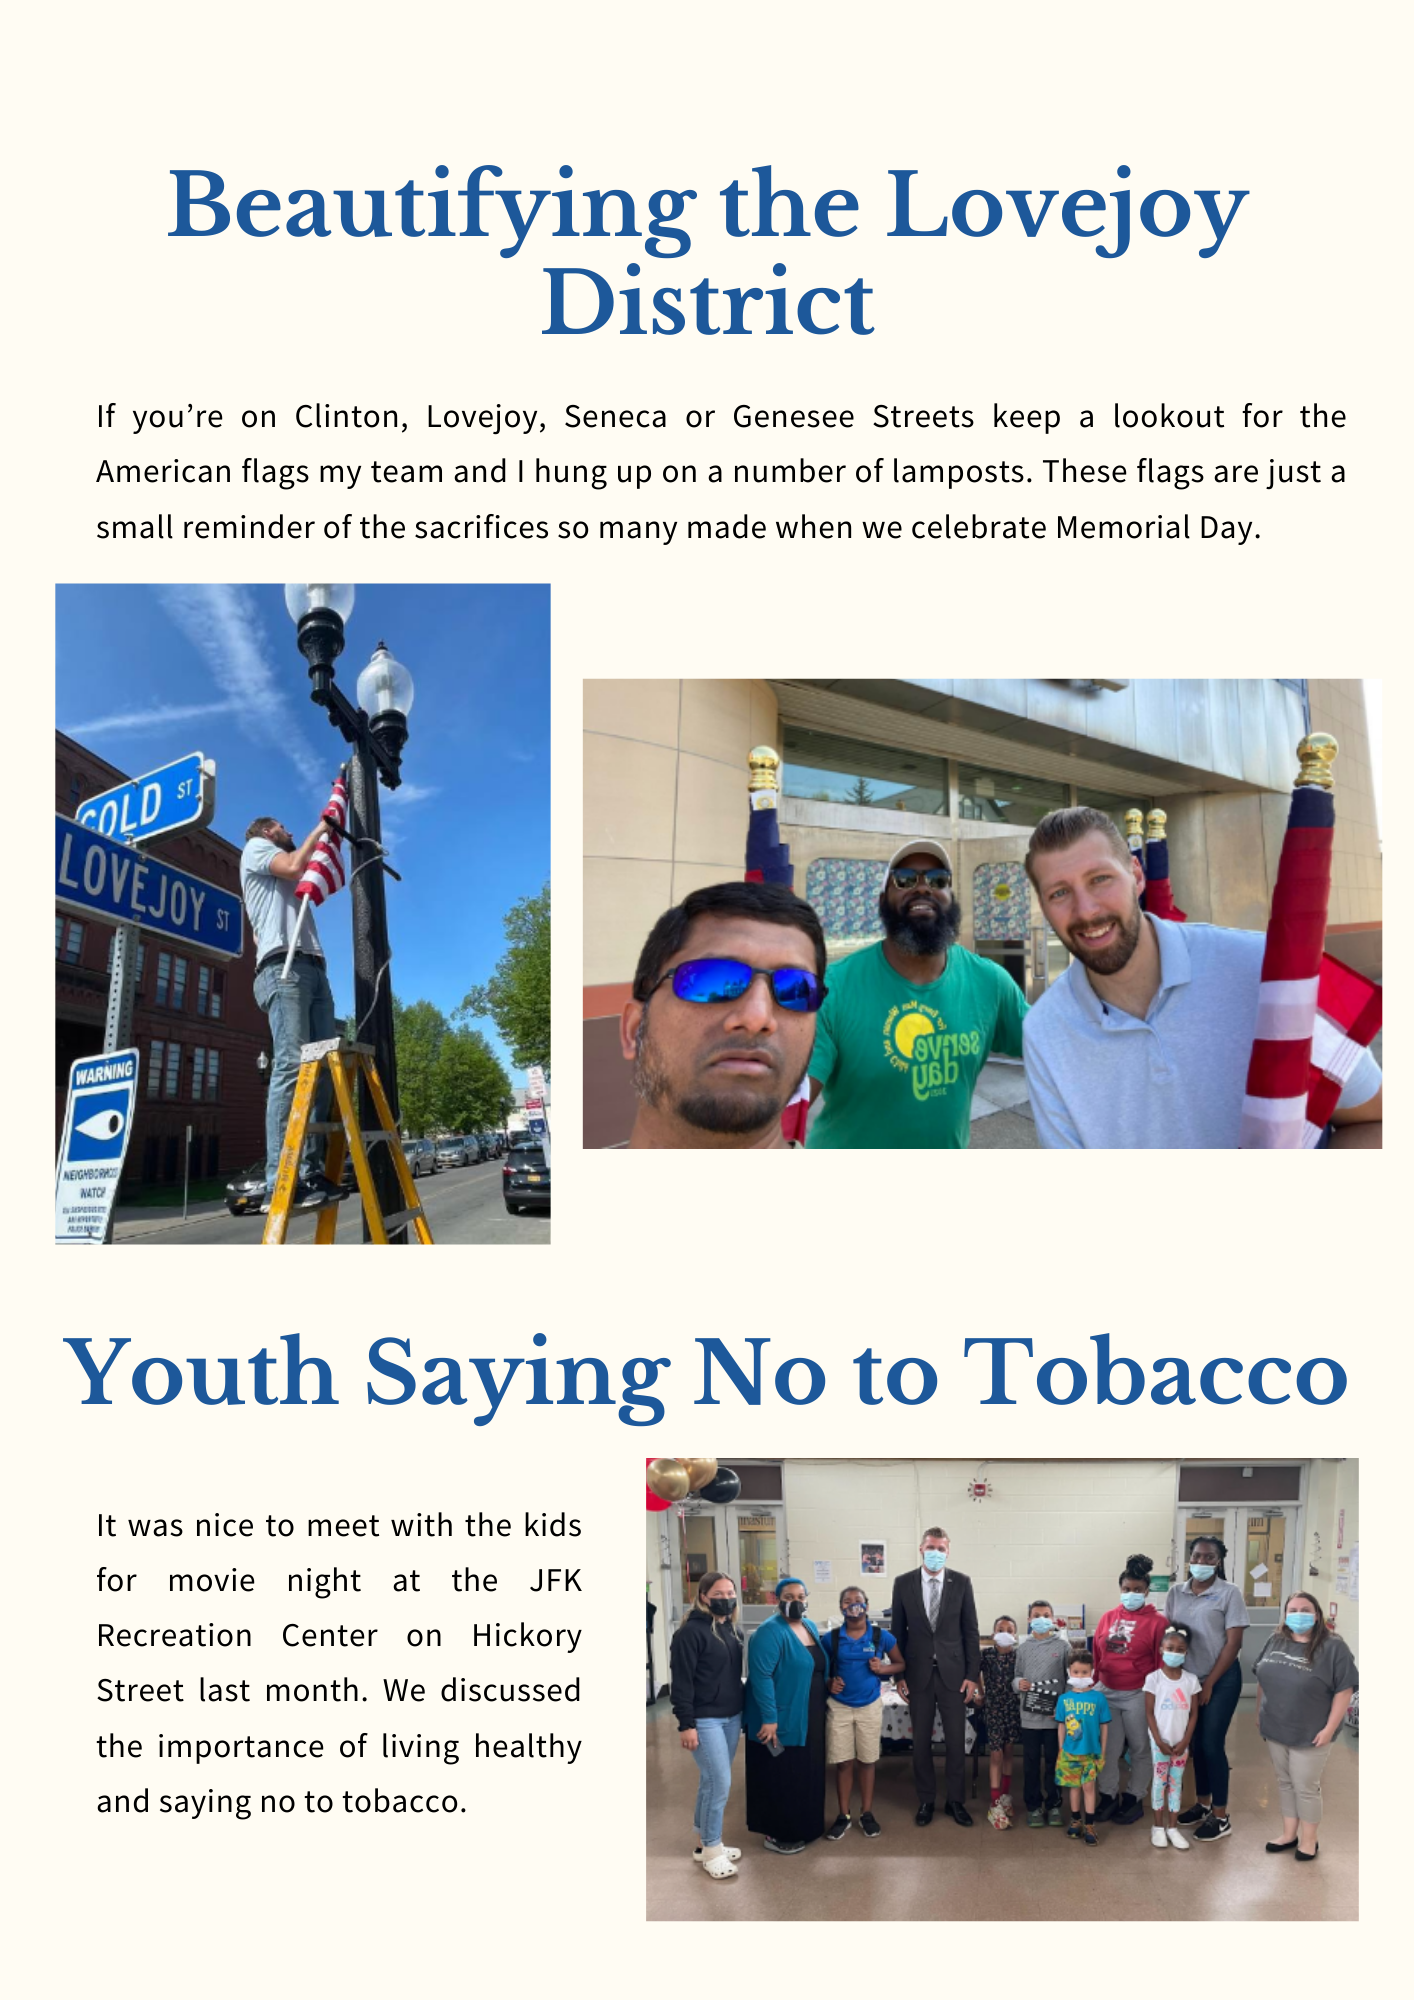 Beautifying the Lovejoy
District
If you’re on Clinton, Lovejoy, Seneca or Genesee Streets keep a lookout for the
American flags my team and I hung up on a number of lamposts. These flags are just a
small reminder of the sacrifices so many made when we celebrate Memorial Day.
GOLD ST
LOVEJOY ST
WARNING
NEIGHBORHOOD
WATCH
serve
day
Youth Saying No to Tobacco
It was nice to meet with the kids
for movie night at the JFK
Recreation Center on Hickory
Street last month. We discussed
the importance of living healthy
and saying no to tobacco.
HAPPY